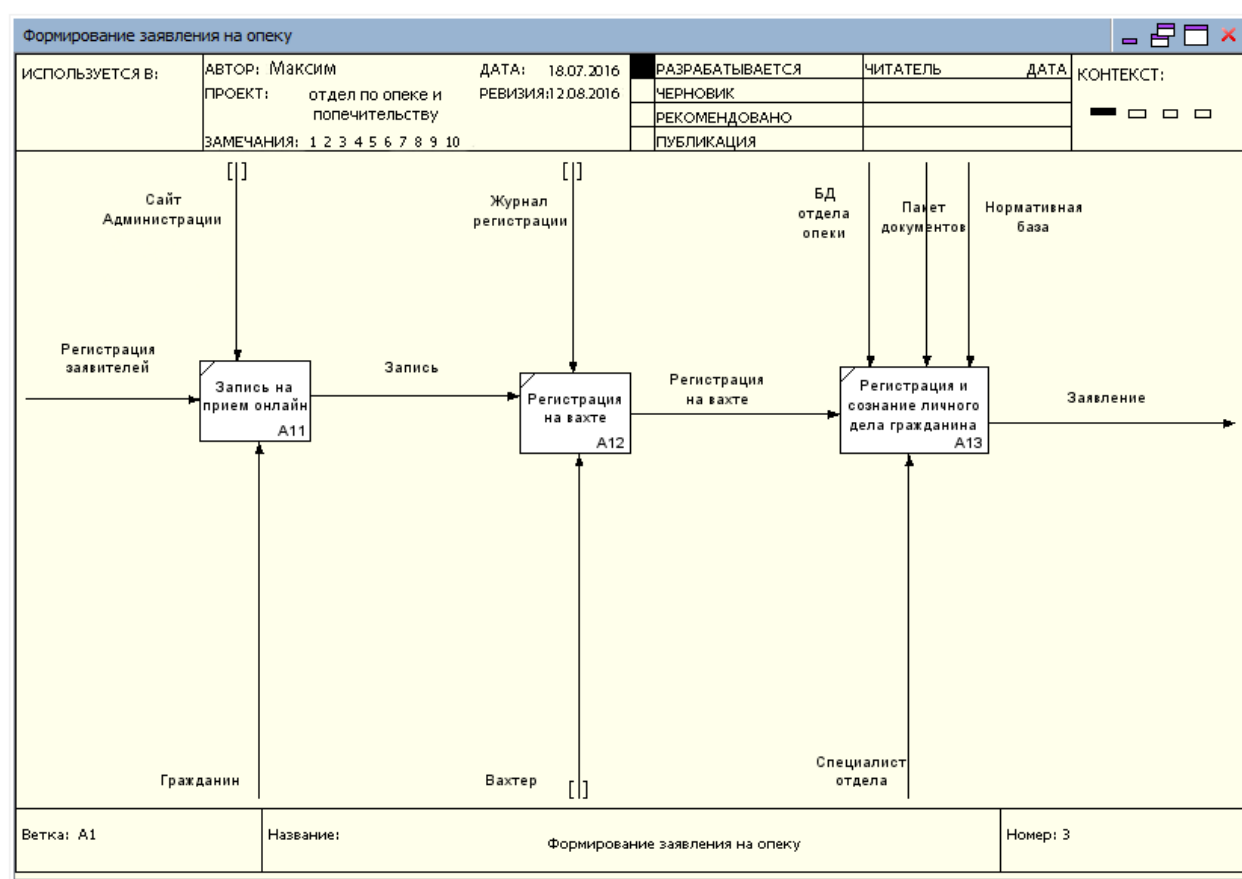 Формирование заявления на опеку
ИСПОЛЬЗУЕТСЯ В:
АВТОР: Максим
ДАТА: 18.07.2016
ПРОЕКТ: отдел по опеке и
попечительству
РЕВИЗИЯ:12.08.2016
ЗАМЕЧАНИЯ: 1 2 3 4 5 6 7 8 9 10
РАЗРАБАТЫВАЕТСЯ
ЧЕРНОВИК
РЕКОМЕНДОВАНО
ПУБЛИКАЦИЯ
ЧИТАТЕЛЬ ДАТА
КОНТЕКСТ:
Сайт
Администрации
Журнал
регистрации
БД
отдела
опеки
Пакет
документов
Нормативная
база
Регистрация
заявителей
Запись на
прием онлайн
A11
Запись
Регистрация
на вахте
A12
Регистрация
на вахте
Регистрация и
сознание личного
дела гражданина
A13
Заявление
Гражданин
Вахтер
Специалист
отдела
Ветка: A1
Название:
Формирование заявления на опеку
Номер: 3